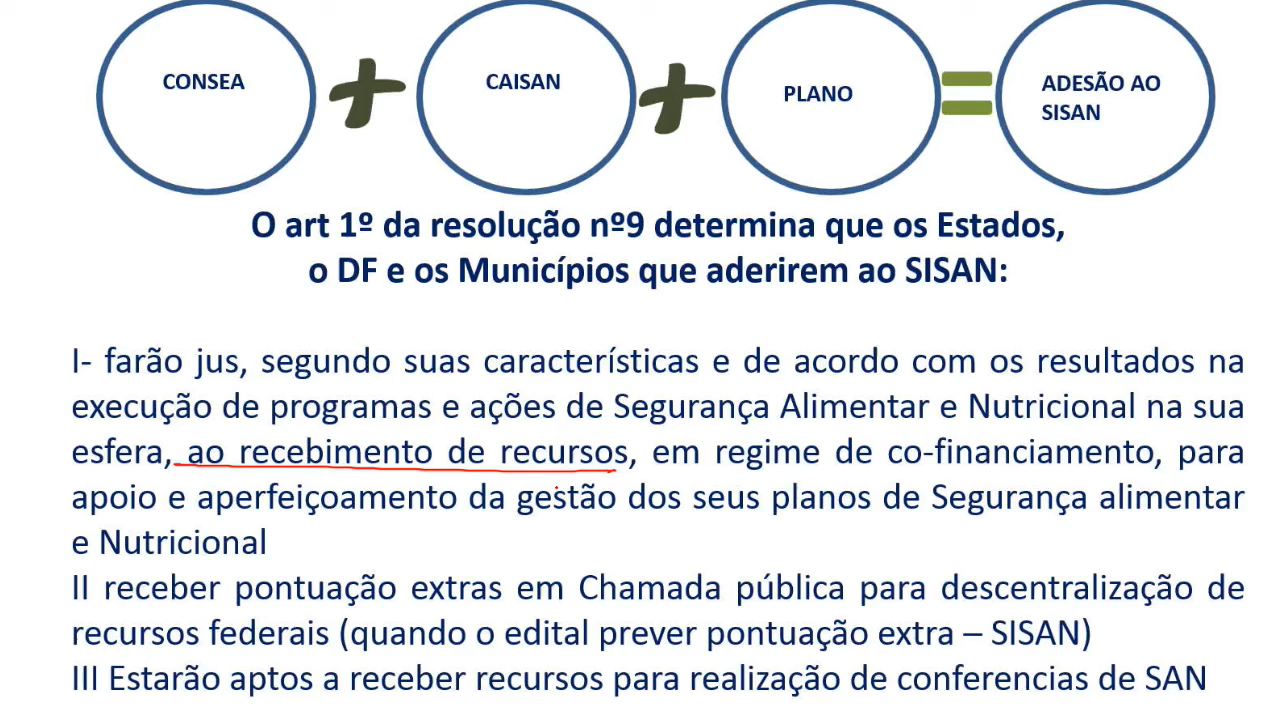 CONSEA + CAISAN + PLANO = ADESÃO AO
SISAN
O art 1º da resolução nº9 determina que os Estados,
o DF e os Municípios que aderirem ao SISAN:
I- farão jus, segundo suas características e de acordo com os resultados na
execução de programas e ações de Segurança Alimentar e Nutricional na sua
esfera, ao recebimento de recursos, em regime de co-financiamento, para
apoio e aperfeiçoamento da gestão dos seus planos de Segurança alimentar
e Nutricional
II receber pontuação extras em Chamada pública para descentralização de
recursos federais (quando o edital prever pontuação extra – SISAN)
III Estarão aptos a receber recursos para realização de conferencias de SAN